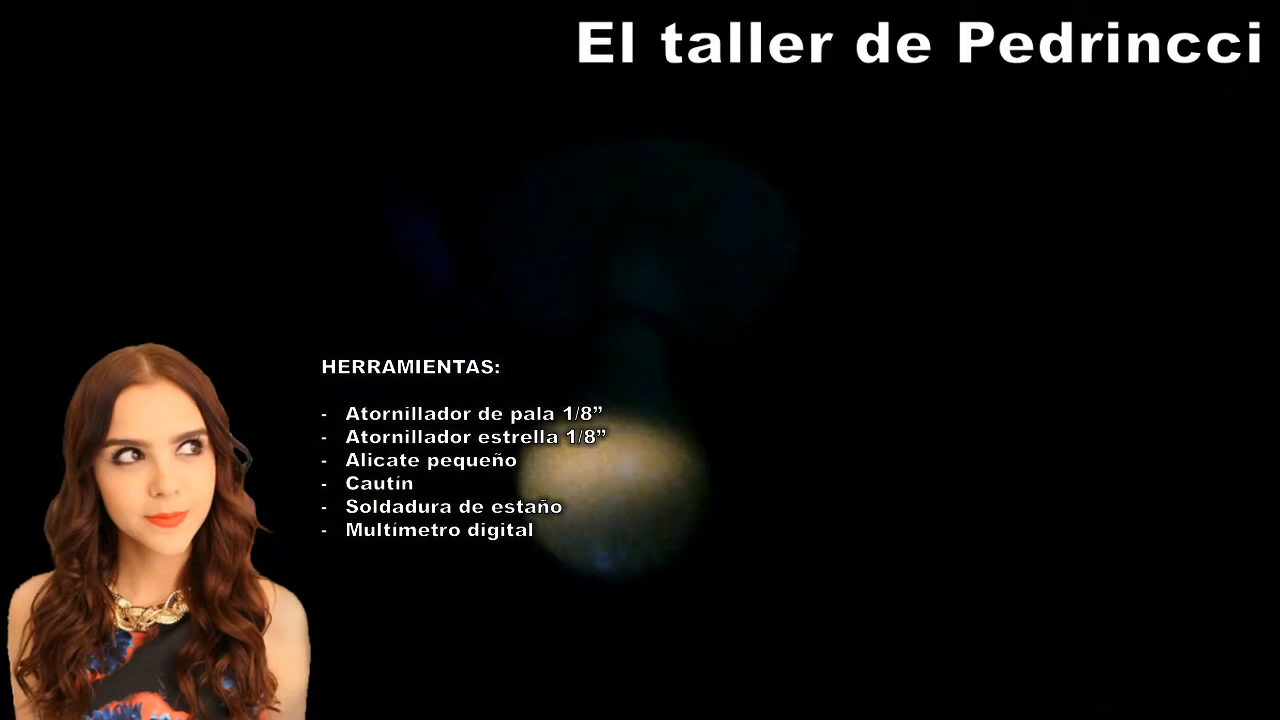 El taller de Pedrincci
HERRAMIENTAS:
- Atornillador de pala 1/8”
- Atornillador estrella 1/8”
- Alicate pequeño
- Cautín
- Soldadura de estaño
- Multímetro digital